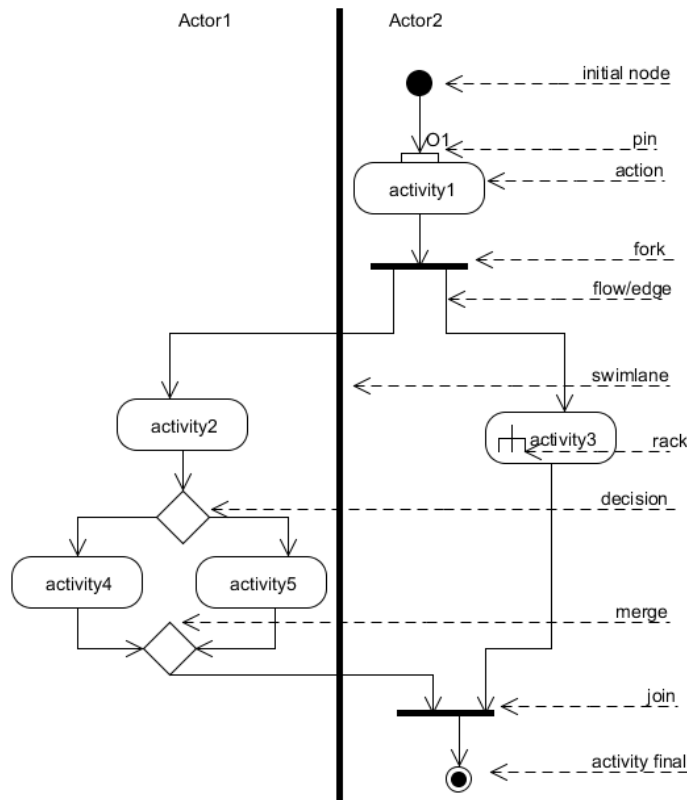 Actor1
Actor2
initial node
O1
pin
action
activity1
fork
flow/edge
swimlane
activity2
activity3
rack
decision
activity4
activity5
merge
join
activity final